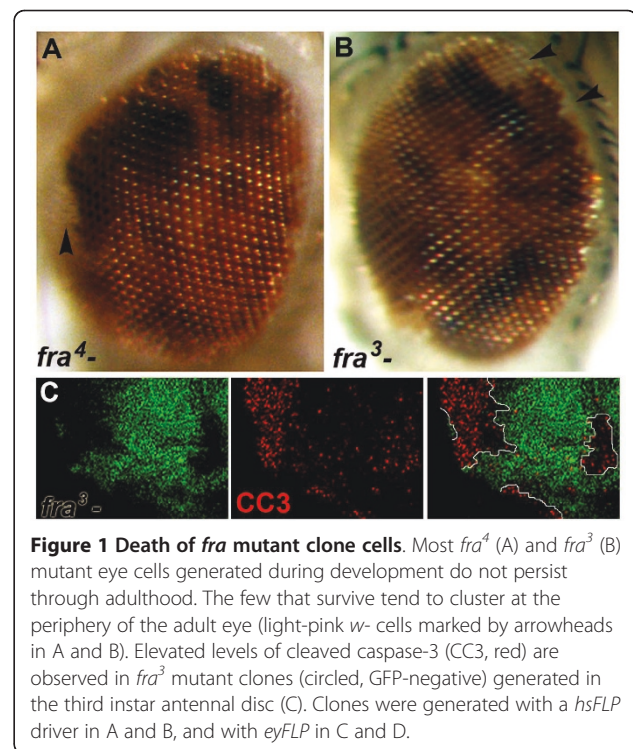 A
B
fra4-
fra3-
C
fra3-
CC3
Figure 1 Death of fra mutant clone cells. Most fra4 (A) and fra3 (B)
mutant eye cells generated during development do not persist
through adulthood. The few that survive tend to cluster at the
periphery of the adult eye (light-pink w- cells marked by arrowheads
in A and B). Elevated levels of cleaved caspase-3 (CC3, red) are
observed in fra3 mutant clones (circled, GFP-negative) generated in
the third instar antennal disc (C). Clones were generated with a hsFLP
driver in A and B, and with eyFLP in C and D.